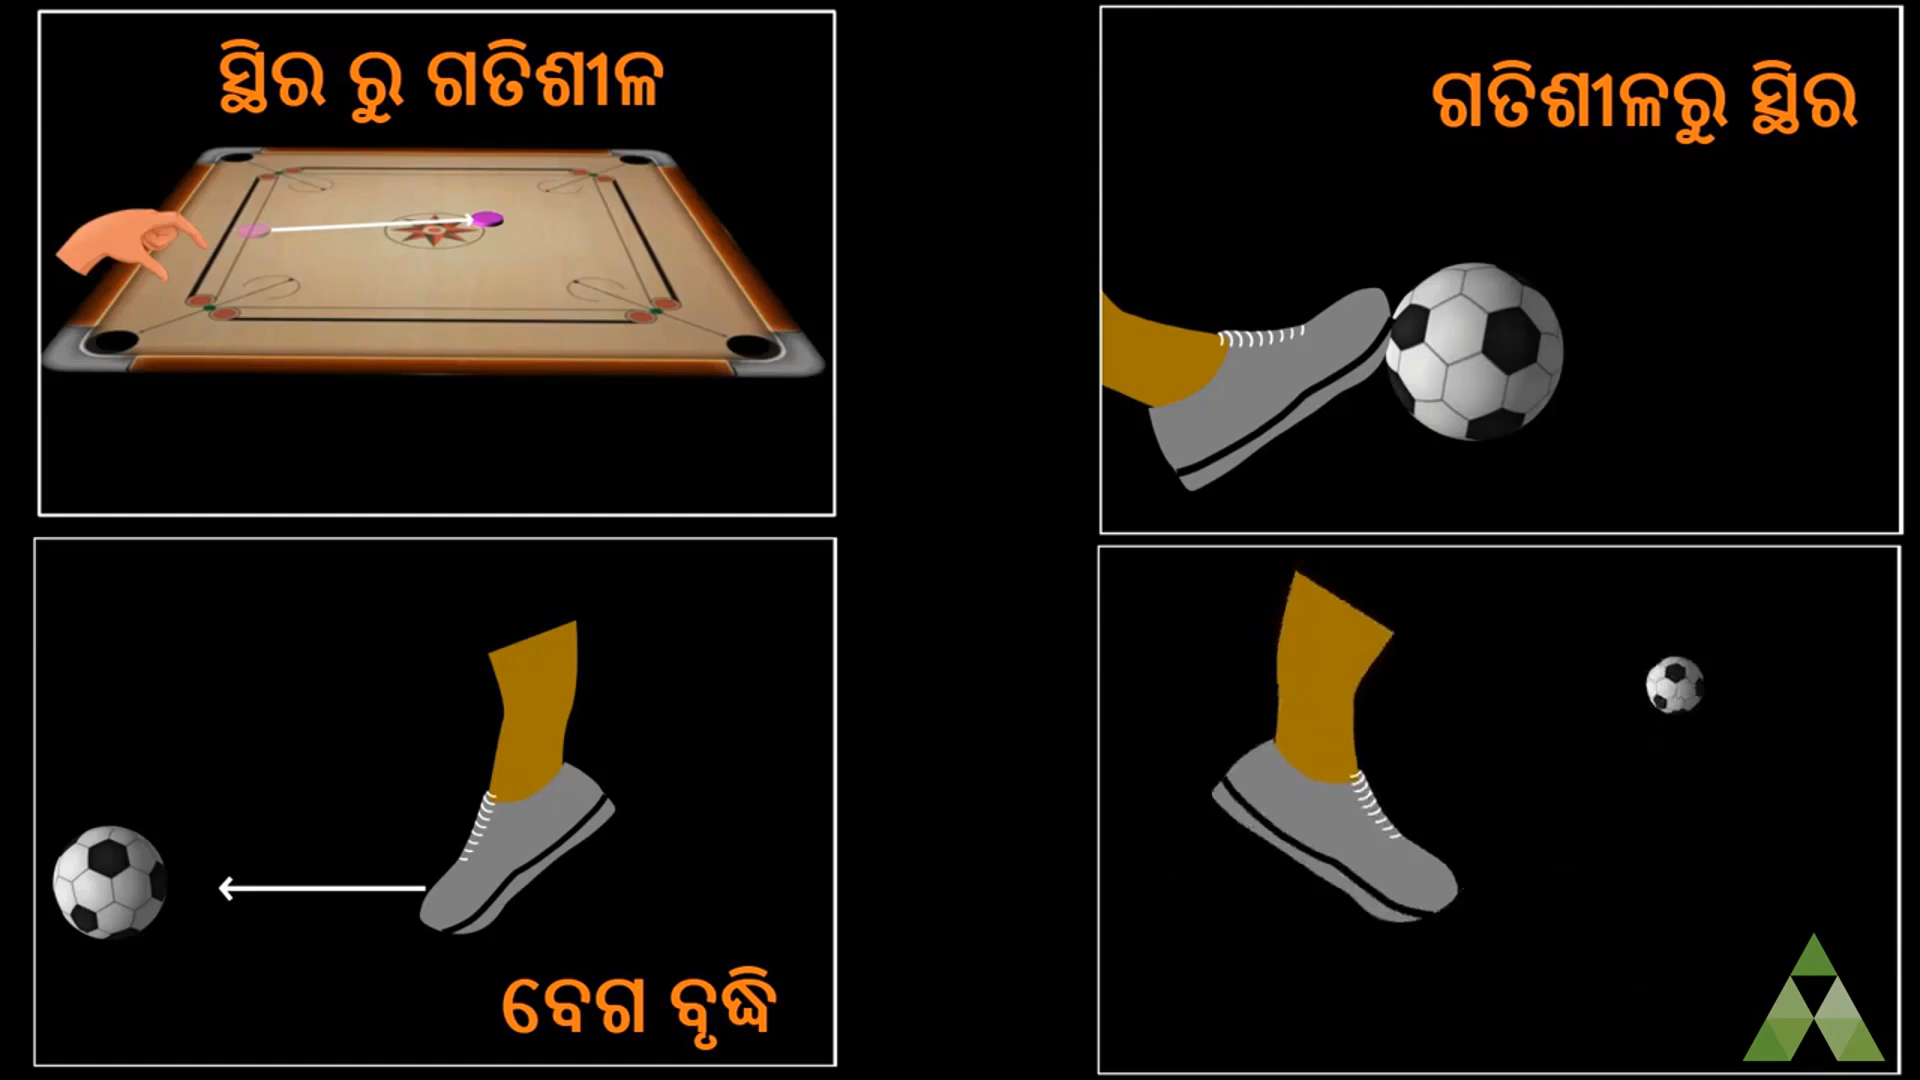 ସ୍ଥିର ରୁ ଗତିଶୀଳ
ଗତିଶୀଳରୁ ସ୍ଥିର
ବେଗ ବୃଦ୍ଧି